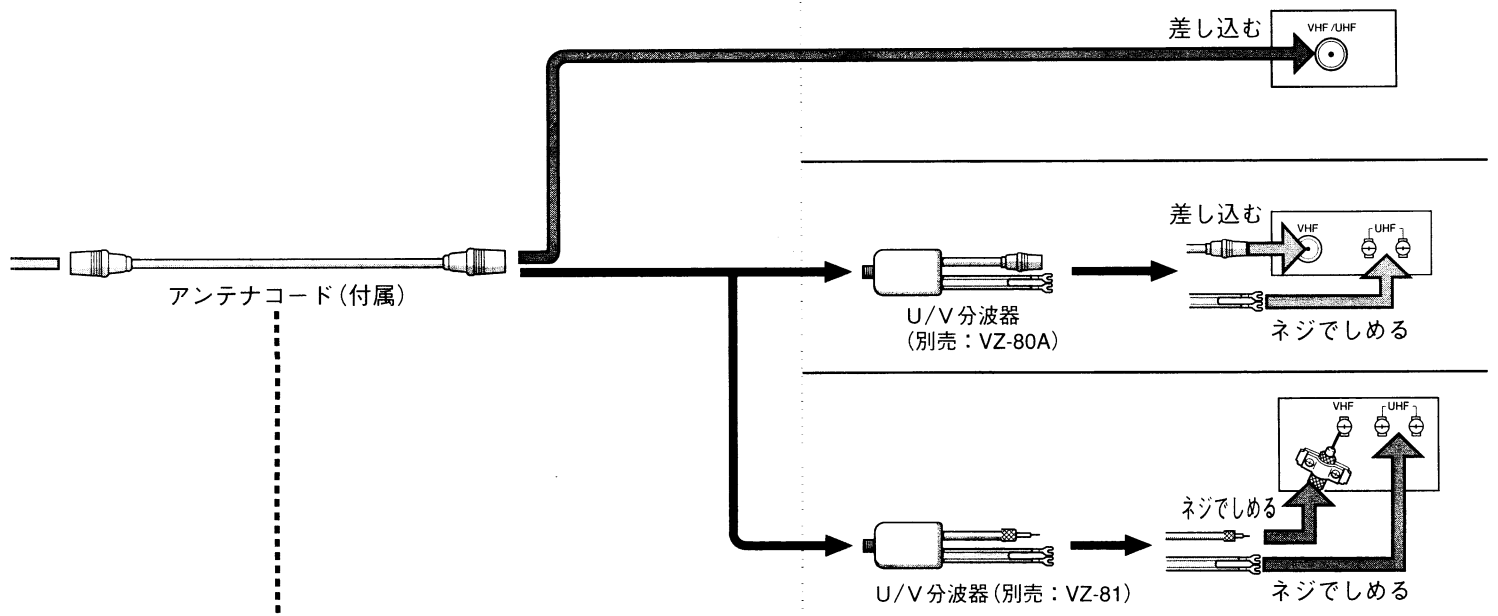 差し込む
VHF/UHF
アンテナコード(付属)
差し込む
VHF
UHF
U/V分波器
(別売:VZ-80A)
ネジでしめる
VHF
UHF
ネジでしめる
U/V分波器(別売:VZ-81)
ネジでしめる